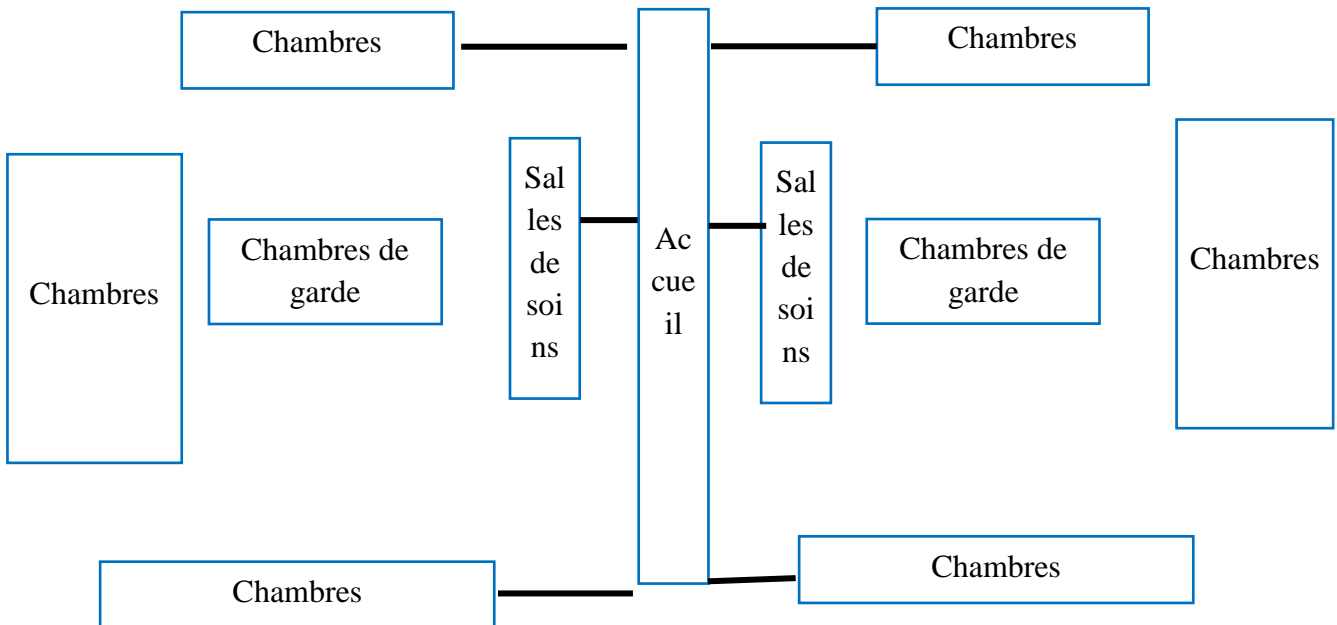 Chambres
Chambres
Sal
les
de
soi
ns
Sal
les
de
soi
ns
Ac
cue
il
Chambres de
garde
Chambres de
garde
Chambres
Chambres
Chambres
Chambres